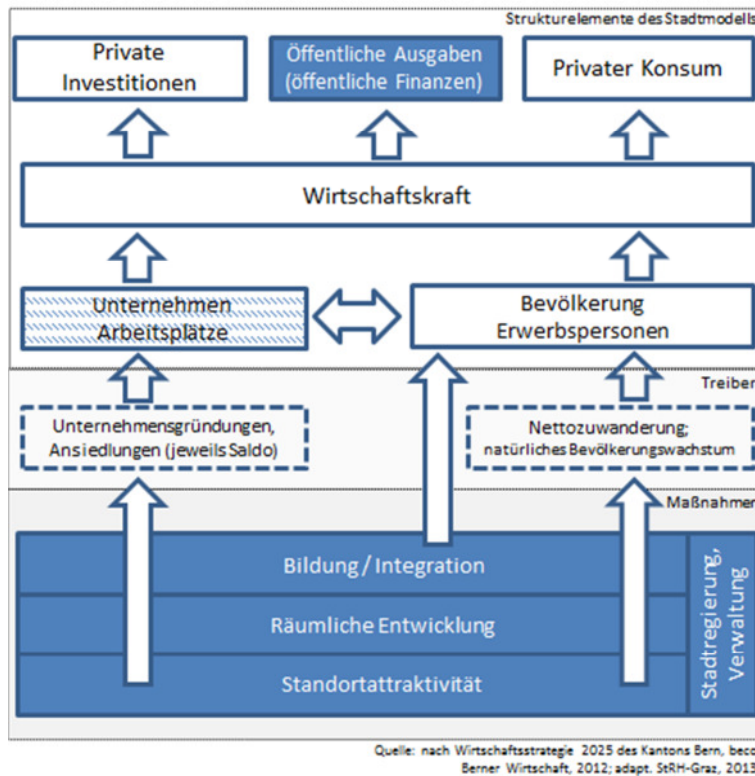 Strukturelemente des Stadtmodells
Private
Investitionen
Öffentliche Ausgaben
(öffentliche Finanzen)
Privater Konsum
Wirtschaftskraft
Unternehmen
Arbeitsplätze
Bevölkerung
Erwerbspersonen
Treiber
Unternehmensgründungen,
Ansiedlungen (jeweils Saldo)
Nettozuwanderung;
natürliches Bevölkerungswachstum
Maßnahmen
Bildung / Integration
Räumliche Entwicklung
Standortattraktivität
Stadtregierung,
Verwaltung
Quelle: nach Wirtschaftsstrategie 2025 des Kantons Bern, beco
Berner Wirtschaft, 2012; adapt. StRH-Graz, 2013